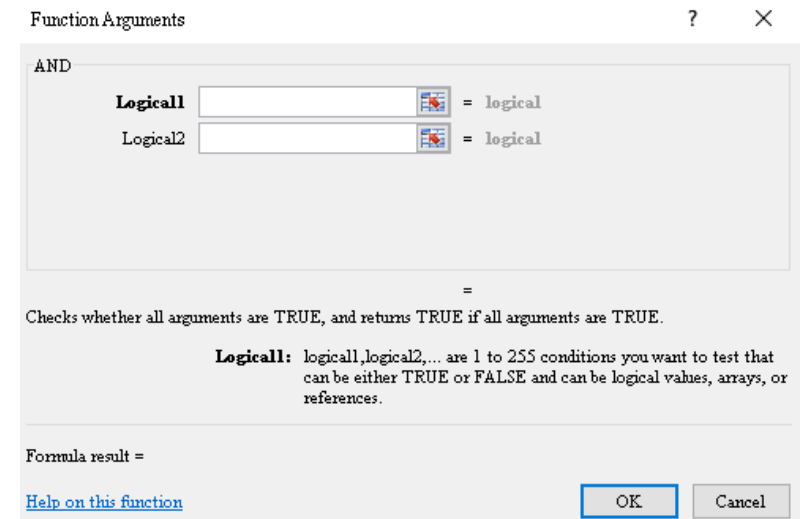 Function Arguments ? ×
AND
Logical1 = logical
Logical2 = logical
=
Checks whether all arguments are TRUE, and returns TRUE if all arguments are TRUE.
Logical1: logical1,logical2,... are 1 to 255 conditions you want to test that
can be either TRUE or FALSE and can be logical values, arrays, or
references.
Formula result =
Help on this function
OK Cancel